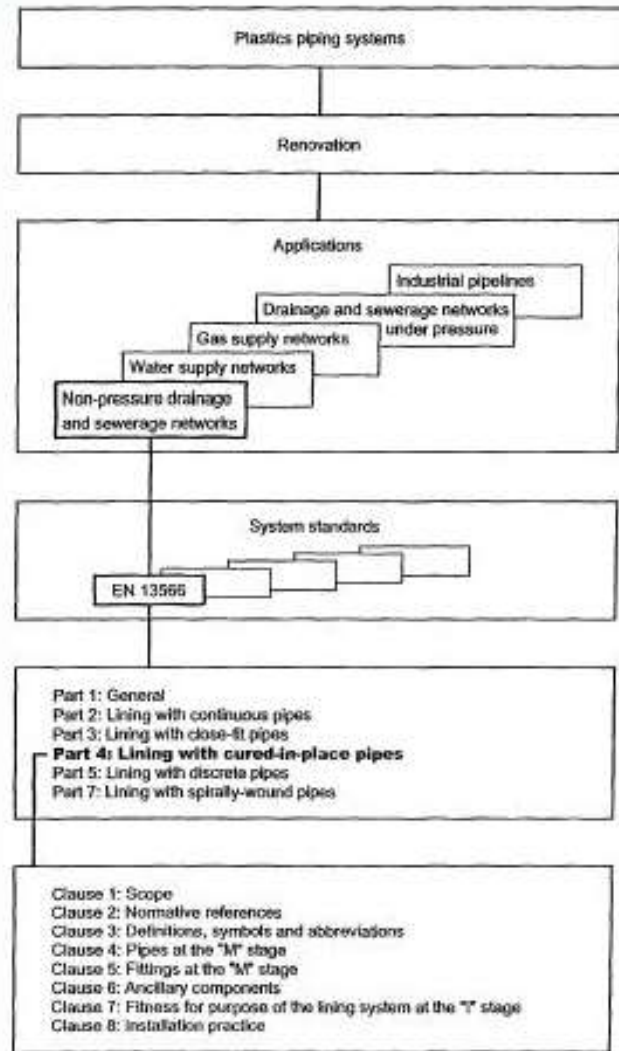 Plastics piping systems
Renovation
Applications
Industrial pipelines
Drainage and sewerage networks
under pressure
Gas supply networks
Water supply networks
Non-pressure drainage
and sewerage networks
System standards
EN 13566
Part 1: General
Part 2: Lining with continuous pipes
Part 3: Lining with close-fit pipes
Part 4: Lining with cured-in-place pipes
Part 5: Lining with discrete pipes
Part 7: Lining with spirally-wound pipes
Clause 1: Scope
Clause 2: Normative references
Clause 3: Definitions, symbols and abbreviations
Clause 4: Pipes at the "M" stage
Clause 5: Fittings at the "M" stage
Clause 6: Ancillary components
Clause 7: Fitness for purpose of the lining system at the "I" stage
Clause 8: Installation practice